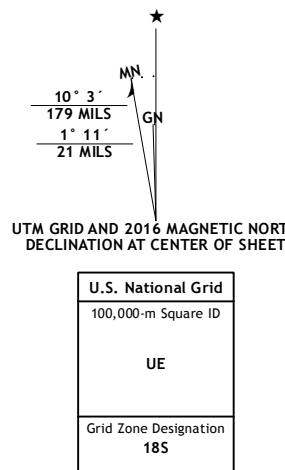 ★
MN
GN
10° 3´
179 MILS
1° 11´
21 MILS
UTM GRID AND 2016 MAGNETIC NORT
DECLINATION AT CENTER OF SHEET
U.S. National Grid
100,000-m Square ID
UE
Grid Zone Designation
18S